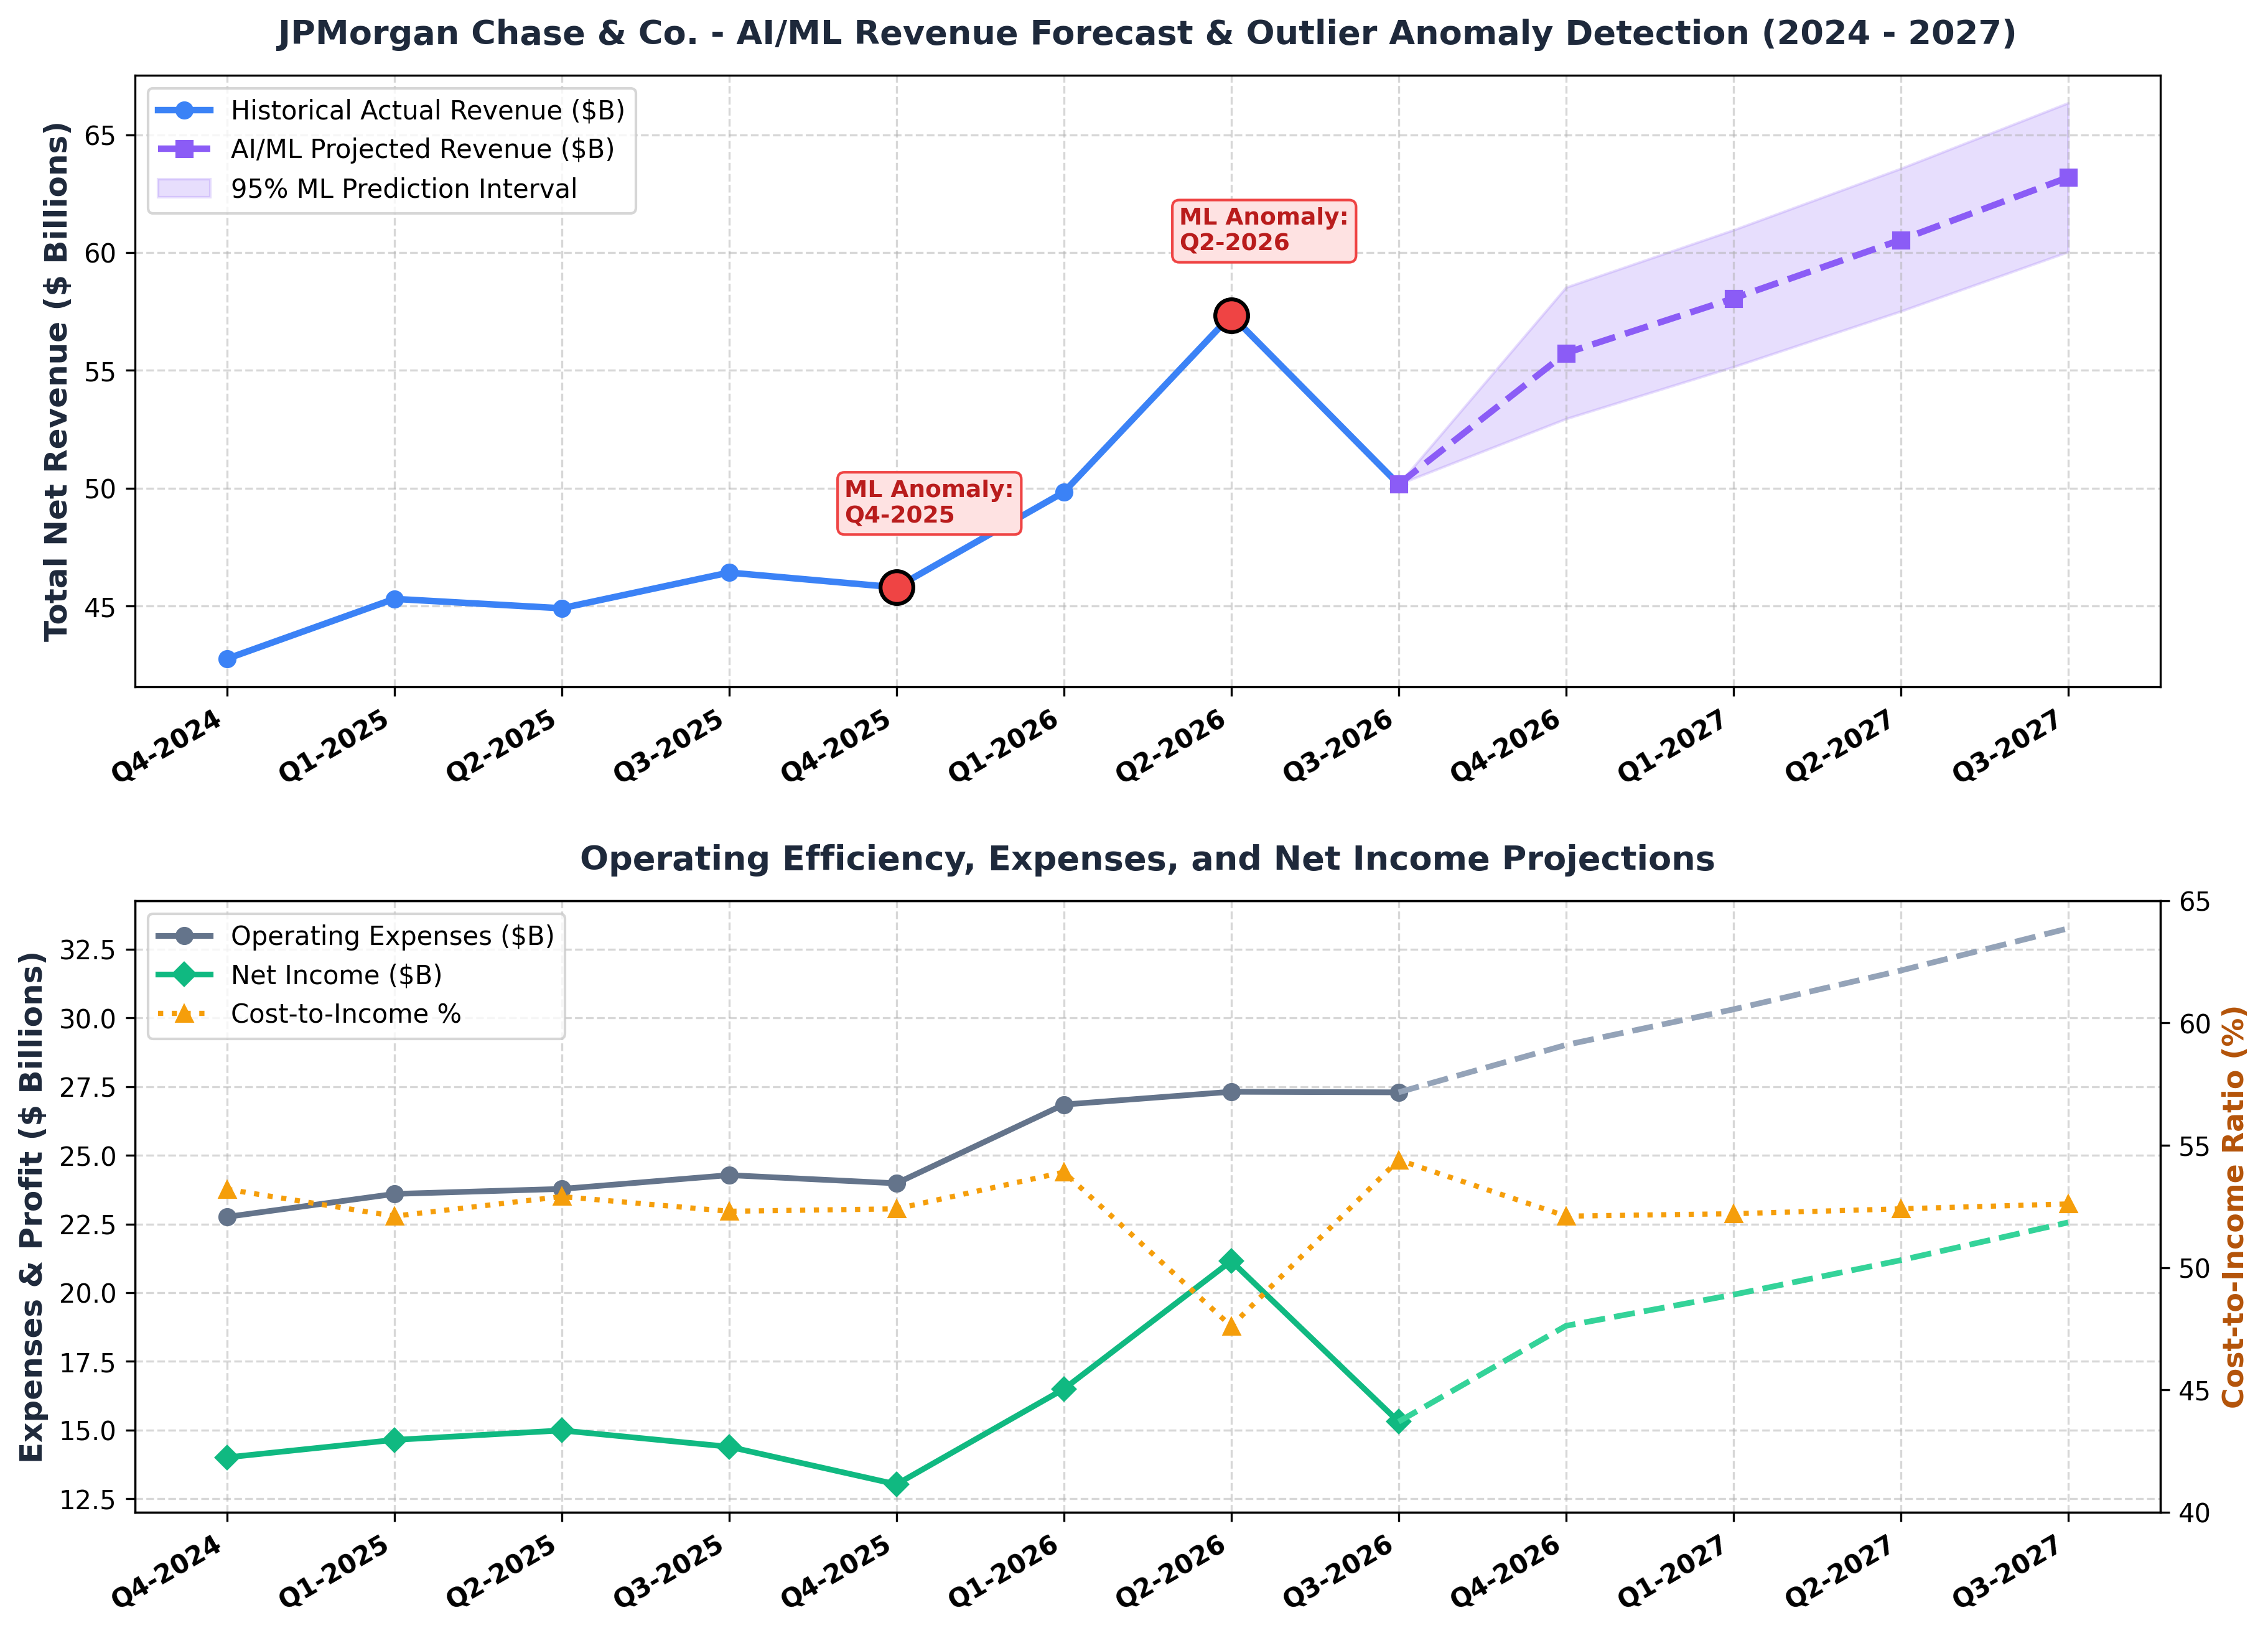 JPMorgan Chase & Co. - AI/ML Revenue Forecast & Outlier Anomaly Detection (2024 - 2027)
Total Net Revenue ($ Billions)
65
60
55
50
45
Historical Actual Revenue ($B)
AI/ML Projected Revenue ($B)
95% ML Prediction Interval
ML Anomaly:
Q2-2026
ML Anomaly:
Q4-2025
Q4-2024
Q1-2025
Q2-2025
Q3-2025
Q4-2025
Q1-2026
Q2-2026
Q3-2026
Q4-2026
Q1-2027
Q2-2027
Q3-2027
Operating Efficiency, Expenses, and Net Income Projections
Expenses & Profit ($ Billions)
32.5
30.0
27.5
25.0
22.5
20.0
17.5
15.0
12.5
Operating Expenses ($B)
Net Income ($B)
Cost-to-Income %
65
60
55
50
45
40
Cost-to-Income Ratio (%)
Q4-2024
Q1-2025
Q2-2025
Q3-2025
Q4-2025
Q1-2026
Q2-2026
Q3-2026
Q4-2026
Q1-2027
Q2-2027
Q3-2027